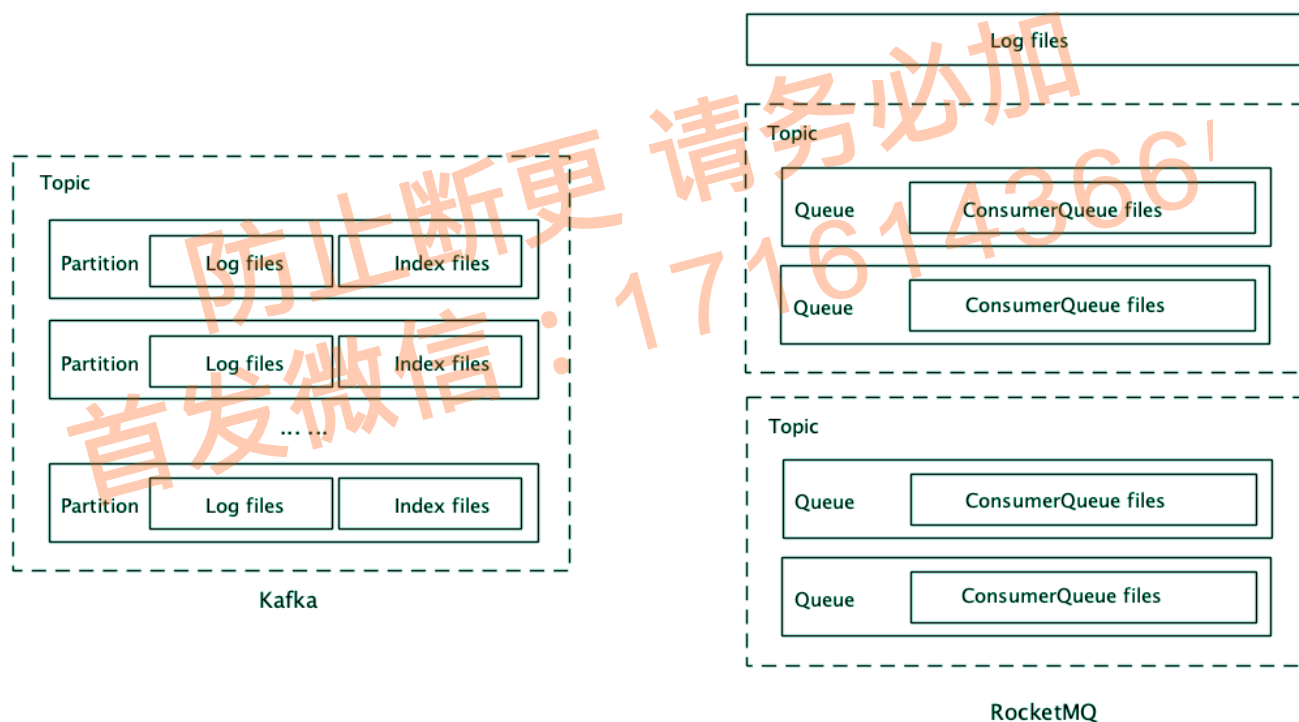 Topic
Partition Log files Index files
Partition Log files Index files
... ...
Partition Log files Index files
Kafka
Log files
Topic
Queue ConsumerQueue files
Queue ConsumerQueue files
Topic
Queue ConsumerQueue files
Queue ConsumerQueue files
RocketMQ
防止断更 请务必加
首发微信：171614366